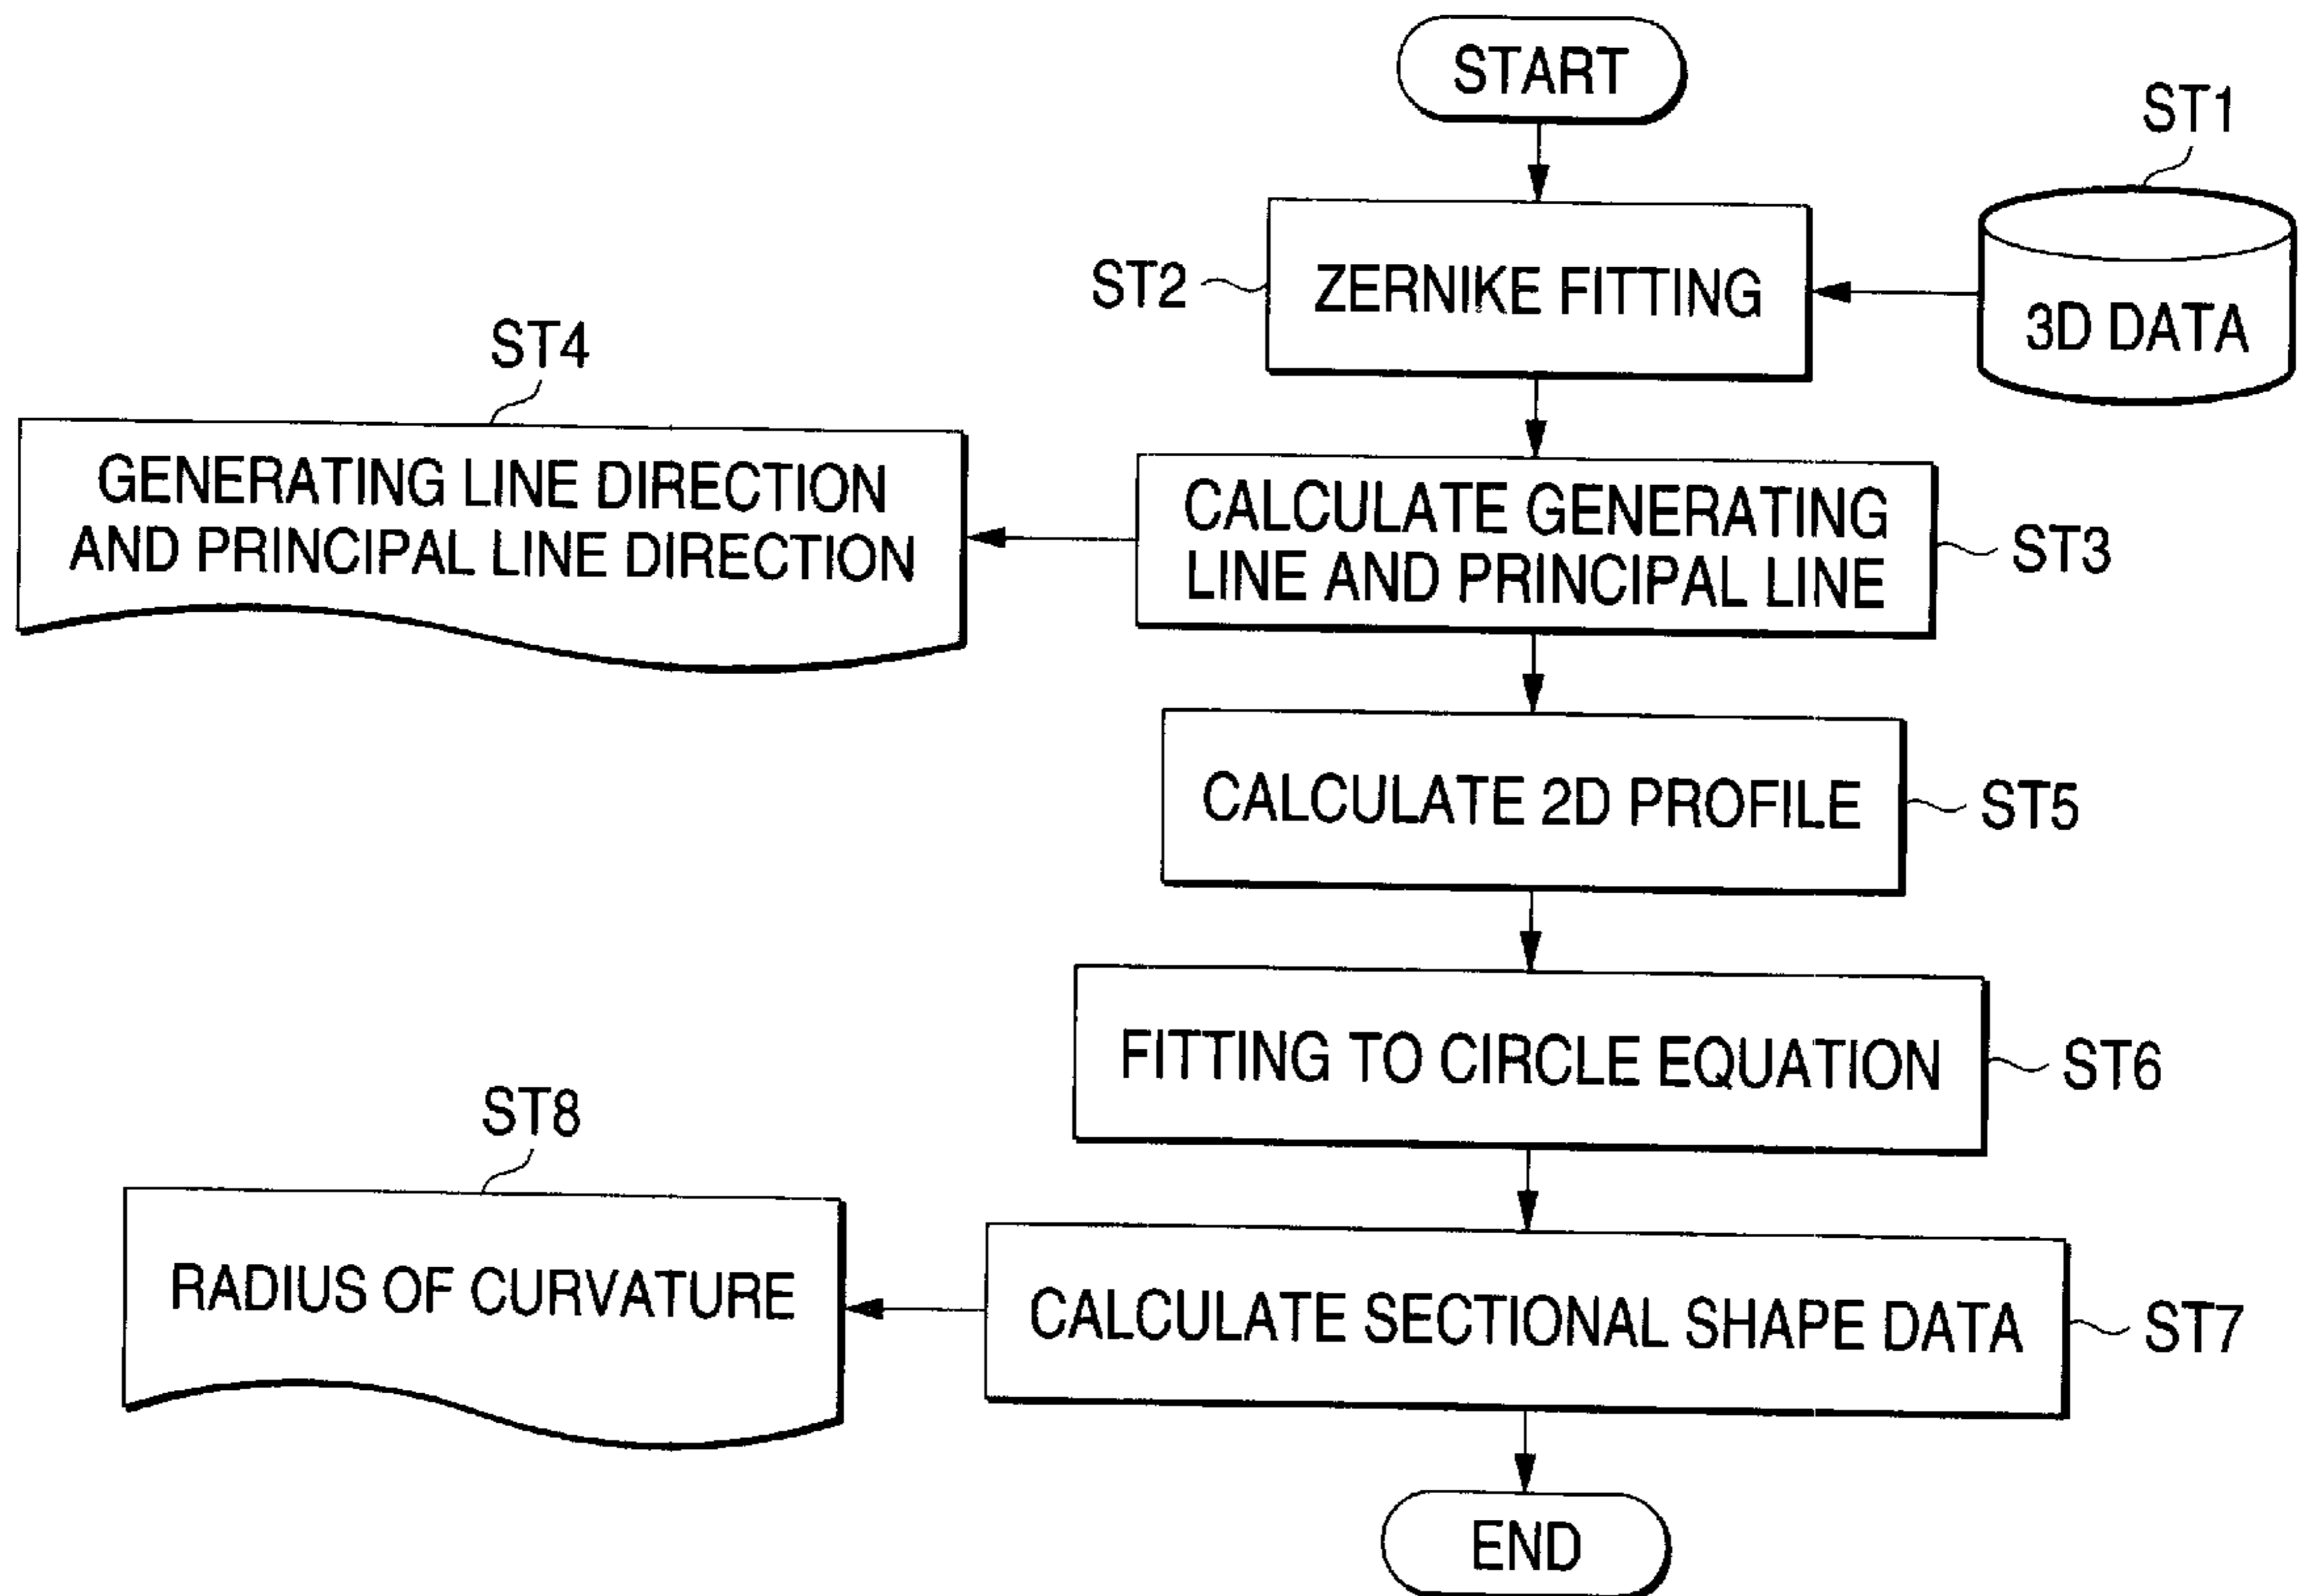 START
ST1
ST2
ZERNIKE FITTING
3D DATA
ST4
GENERATING LINE DIRECTION
AND PRINCIPAL LINE DIRECTION
CALCULATE GENERATING
LINE AND PRINCIPAL LINE
ST3
CALCULATE 2D PROFILE
ST5
FITTING TO CIRCLE EQUATION
ST6
ST8
RADIUS OF CURVATURE
CALCULATE SECTIONAL SHAPE DATA
ST7
END